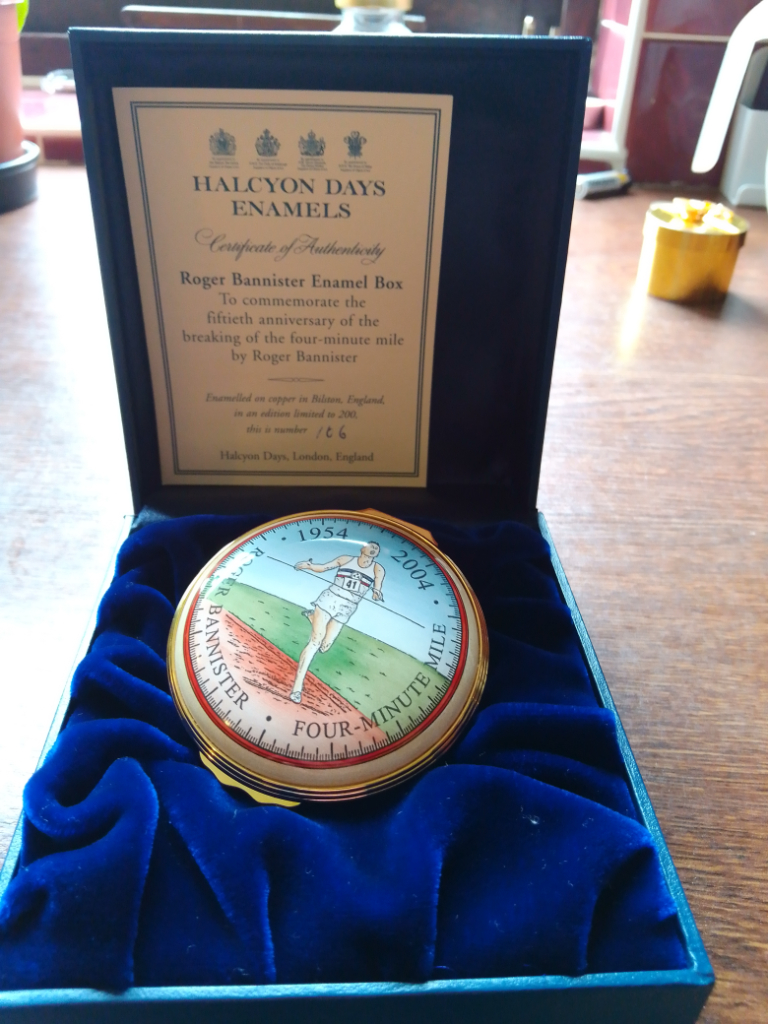 HALCYON DAYS
ENAMELS
Certificate of Authenticity
Roger Bannister Enamel Box
To commemorate the
fiftieth anniversary of the
breaking of the four-minute mile
by Roger Bannister
Enamelled on copper in Bilston, England,
in an edition limited to 200,
this is number
Halcyon Days, London, England
• 1954 2004 •
ROGER BANNISTER • FOUR-MINUTE MILE
41